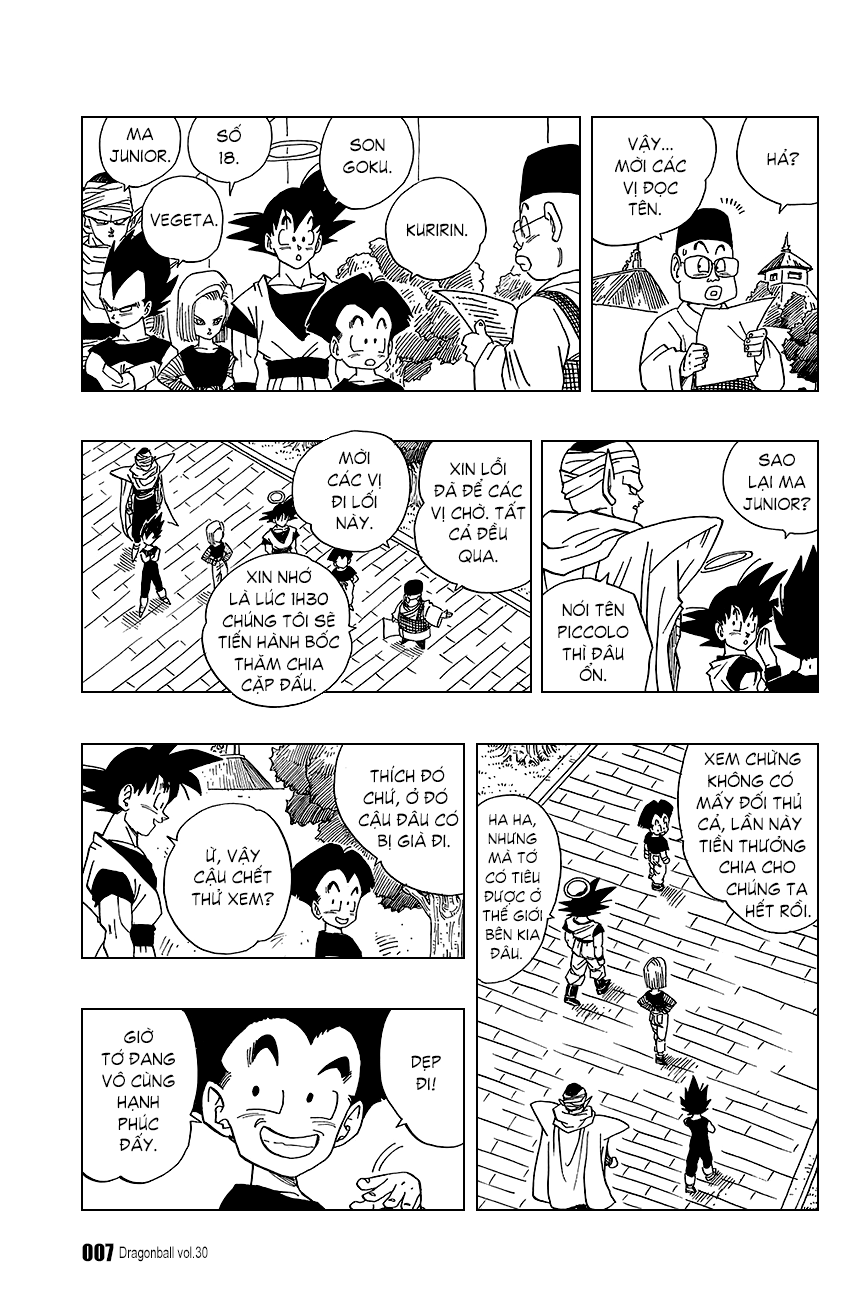 HẢ?
VẬY...
MỜI CÁC
VỊ ĐỌC
TÊN.
KURIRIN.
SON
GOKU.
SỐ
18.
VEGETA.
MA
JUNIOR.
SAO
LẠI MA
JUNIOR?
NÓI TÊN
PICCOLO
THÌ ĐÂU
ỔN.
XIN LỖI
ĐÃ ĐỂ CÁC
VỊ CHỜ. TẤT
CẢ ĐỀU
QUA.
MỜI
CÁC VỊ
ĐI LỐI
NÀY.
XIN NHỚ
LÀ LÚC 1H30
CHÚNG TÔI SẼ
TIẾN HÀNH BỐC
THĂM CHIA
CẶP ĐẤU.
XEM CHỪNG
KHÔNG CÓ
MẤY ĐỐI THỦ
CẢ, LẦN NÀY
TIỀN THƯỞNG
CHIA CHO
CHÚNG TA
HẾT RỒI.
HA HA,
NHƯNG
MÀ TỚ
CÓ TIÊU
ĐƯỢC Ở
THẾ GIỚI
BÊN KIA
ĐÂU.
THÍCH ĐÓ
CHỨ, Ở ĐÓ
CẬU ĐÂU CÓ
BỊ GIÀ ĐI.
Ừ, VẬY
CẬU CHẾT
THỬ XEM?
DẸP
ĐI!
GIỜ
TỚ ĐANG
VÔ CÙNG
HẠNH
PHÚC
ĐẤY.
007 Dragonball vol.30